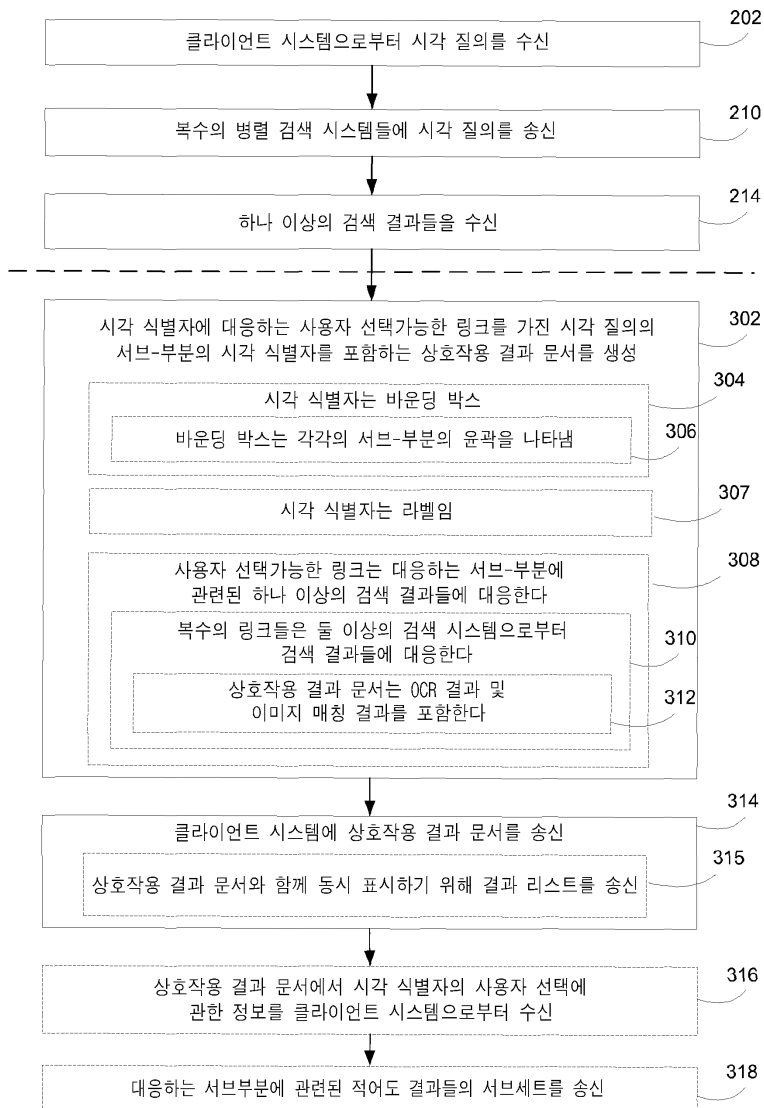 클라이언트 시스템으로부터 시각 질의를 수신
202
복수의 병렬 검색 시스템들에 시각 질의를 송신
210
하나 이상의 검색 결과들을 수신
214
시각 식별자에 대응하는 사용자 선택가능한 링크를 가진 시각 질의의
서브-부분의 시각 식별자를 포함하는 상호작용 결과 문서를 생성
302
시각 식별자는 바운딩 박스
304
바운딩 박스는 각각의 서브-부분의 윤곽을 나타냄
306
시각 식별자는 라벨임
307
사용자 선택가능한 링크는 대응하는 서브-부분에
관련된 하나 이상의 검색 결과들에 대응한다
308
복수의 링크들은 둘 이상의 검색 시스템으로부터
검색 결과들에 대응한다
310
상호작용 결과 문서는 OCR 결과 및
이미지 매칭 결과를 포함한다
312
클라이언트 시스템에 상호작용 결과 문서를 송신
314
상호작용 결과 문서와 함께 동시 표시하기 위해 결과 리스트를 송신
315
상호작용 결과 문서에서 시각 식별자의 사용자 선택에
관한 정보를 클라이언트 시스템으로부터 수신
316
대응하는 서브부분에 관련된 적어도 결과들의 서브세트를 송신
318